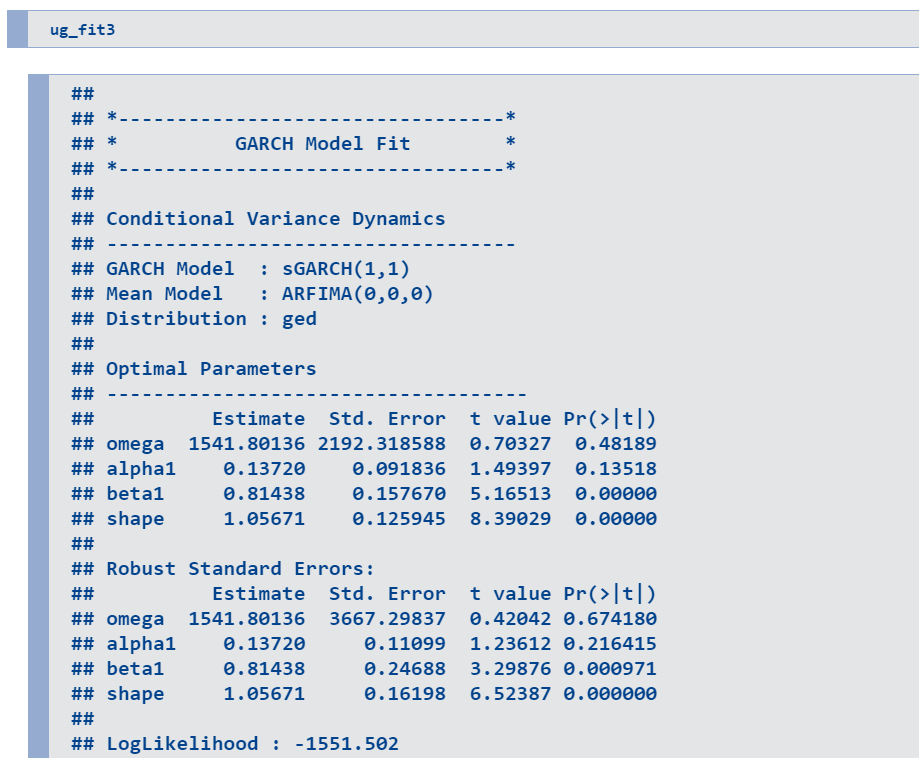 ug_fit3
##
## *---------------------------------*
## *          GARCH Model Fit        *
## *---------------------------------*
##
## Conditional Variance Dynamics
## -----------------------------------
## GARCH Model  : sGARCH(1,1)
## Mean Model   : ARFIMA(0,0,0)
## Distribution : ged
##
## Optimal Parameters
## ------------------------------------
##          Estimate  Std. Error  t value Pr(>|t|)
## omega  1541.80136 2192.318588  0.70327  0.48189
## alpha1    0.13720    0.091836  1.49397  0.13518
## beta1     0.81438    0.157670  5.16513  0.00000
## shape     1.05671    0.125945  8.39029  0.00000
##
## Robust Standard Errors:
##          Estimate  Std. Error  t value Pr(>|t|)
## omega  1541.80136  3667.29837  0.42042 0.674180
## alpha1    0.13720     0.11099  1.23612 0.216415
## beta1     0.81438     0.24688  3.29876 0.000971
## shape     1.05671     0.16198  6.52387 0.000000
##
## LogLikelihood : -1551.502